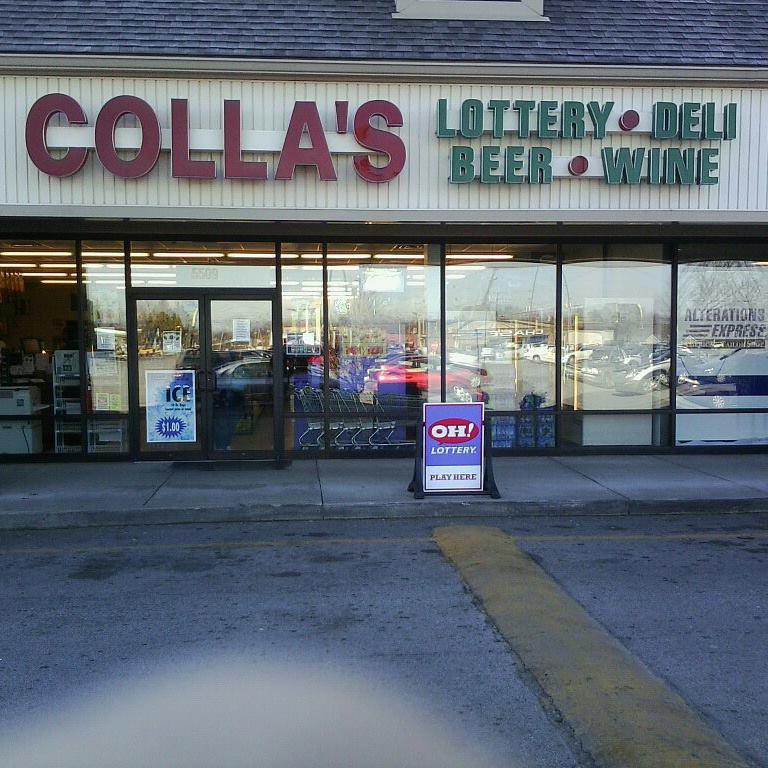 COLLA'S
LOTTERY • DELI
BEER • WINE
5509
ALTERATIONS
EXPRESS
ICE
$1.00
OH!
LOTTERY.
PLAY HERE